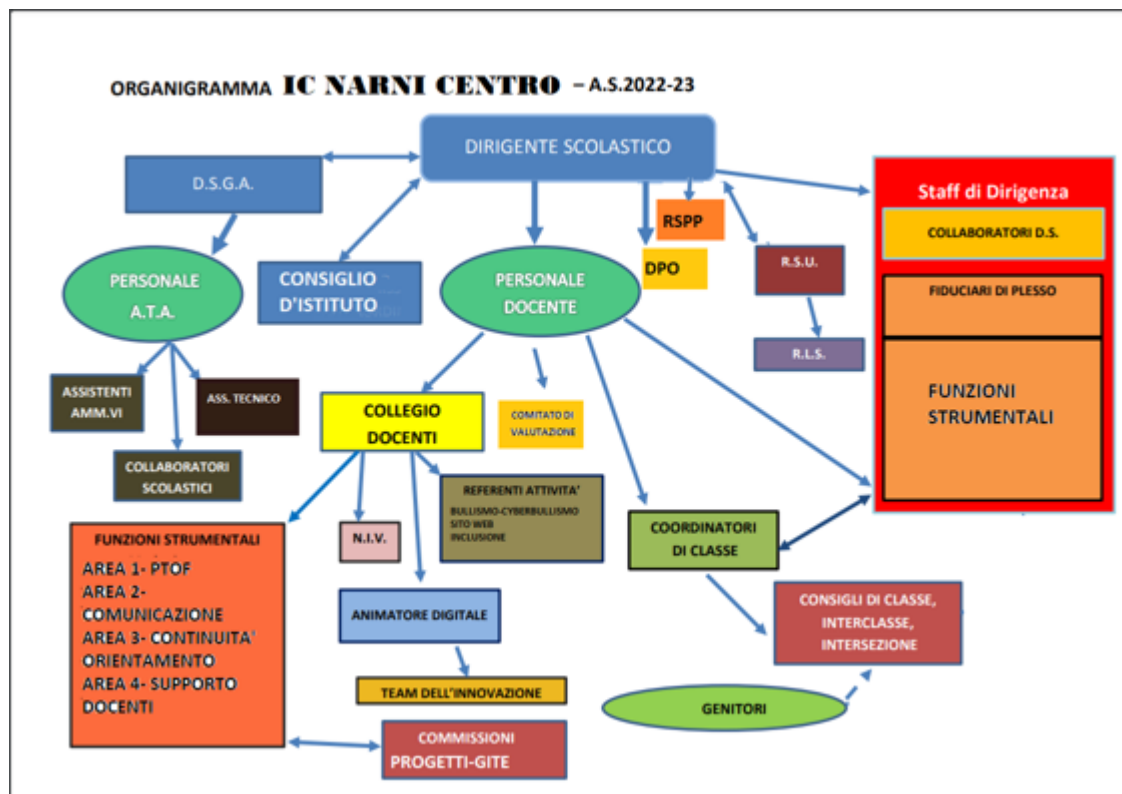 ORGANIGRAMMA IC NARNI CENTRO – A.S.2022-23
DIRIGENTE SCOLASTICO
D.S.G.A.
Staff di Dirigenza
COLLABORATORI D.S.
FIDUCIARI DI PLESSO
FUNZIONI
STRUMENTALI
RSPP
DPO
R.S.U.
R.L.S.
CONSIGLIO
D'ISTITUTO
PERSONALE
A.T.A.
PERSONALE
DOCENTE
ASSISTENTI
AMM.VI
ASS. TECNICO
COLLABORATORI
SCOLASTICI
COLLEGIO
DOCENTI
COMITATO DI
VALUTAZIONE
REFERENTI ATTIVITA'
BULLISMO-CYBERBULLISMO
SITO WEB
INCLUSIONE
N.I.V.
COORDINATORI
DI CLASSE
FUNZIONI STRUMENTALI
AREA 1- PTOF
AREA 2-
COMUNICAZIONE
AREA 3- CONTINUITA'
ORIENTAMENTO
AREA 4- SUPPORTO
DOCENTI
ANIMATORE DIGITALE
TEAM DELL'INNOVAZIONE
CONSIGLI DI CLASSE,
INTERCLASSE,
INTERSEZIONE
GENITORI
COMMISSIONI
PROGETTI-GITE